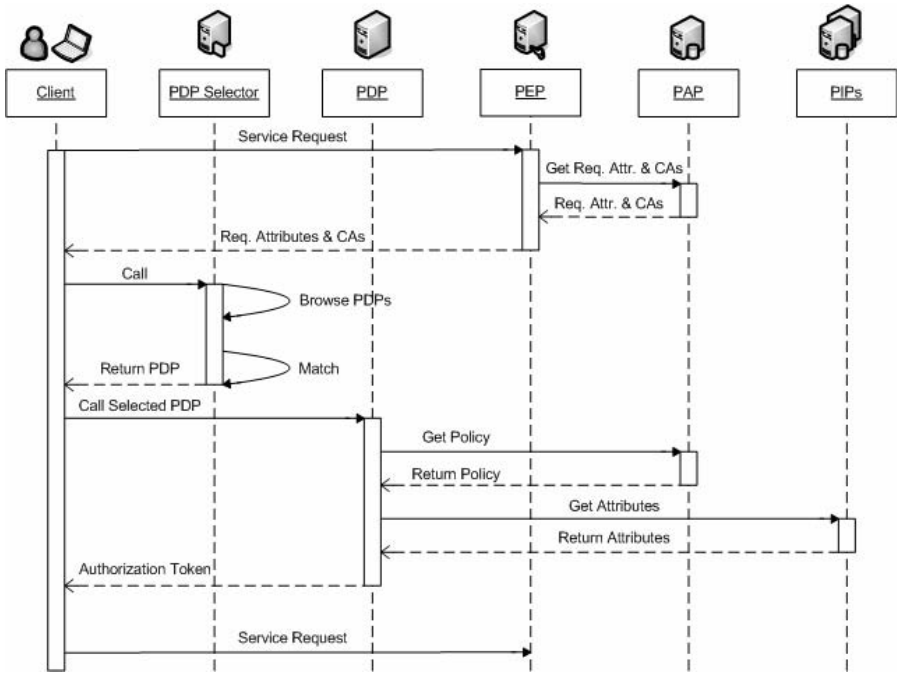 Client
PDP Selector
PDP
PEP
PAP
PIPs
Service Request
Get Req. Attr. & CAs
Req. Attr. & CAs
Req. Attributes & CAs
Call
Browse PDPs
Return PDP
Match
Call Selected PDP
Get Policy
Return Policy
Get Attributes
Return Attributes
Authorization Token
Service Request